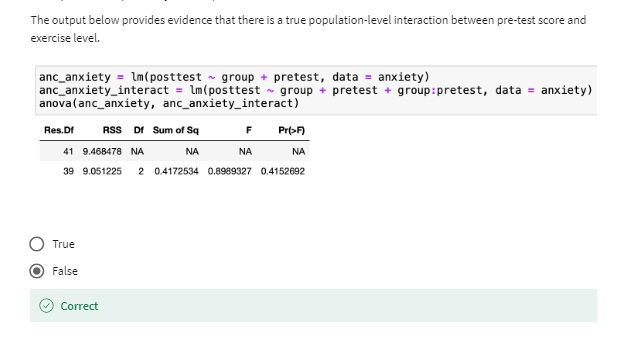 The output below provides evidence that there is a true population-level interaction between pre-test score and
exercise level.
anc_anxiety = lm(posttest ~ group + pretest, data = anxiety)
anc_anxiety_interact = lm(posttest ~ group + pretest + group:pretest, data = anxiety)
anova(anc_anxiety, anc_anxiety_interact)
Res.Df RSS Df Sum of Sq F Pr(>F)
41 9.468478 NA NA NA NA
39 9.051225 2 0.4172534 0.8989327 0.4152692
True
False
Correct